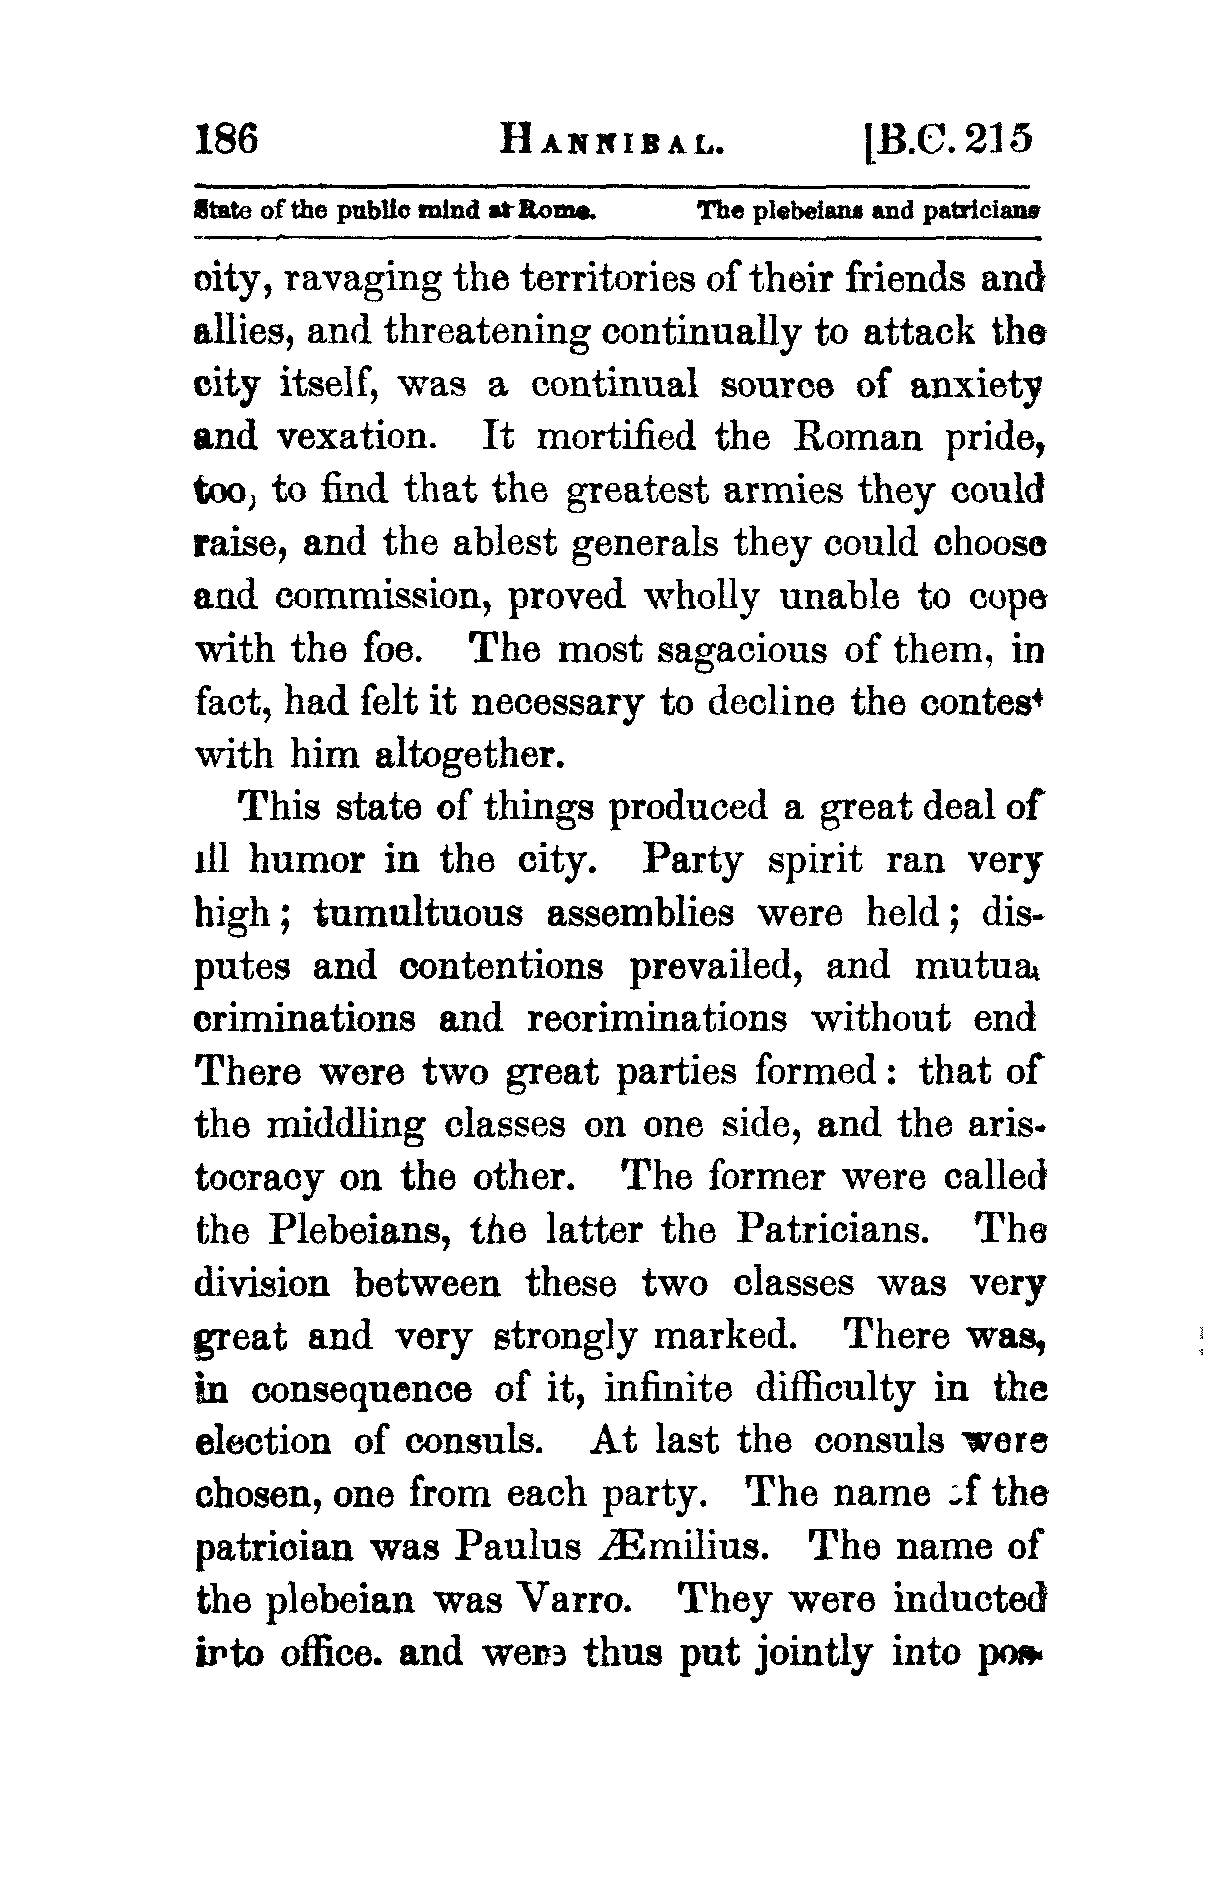 186 HANNIBAL. [B.C. 215
State of the public mind at Rome. The plebeians and patricians
city, ravaging the territories of their friends and
allies, and threatening continually to attack the
city itself, was a continual source of anxiety
and vexation. It mortified the Roman pride,
too, to find that the greatest armies they could
raise, and the ablest generals they could choose
and commission, proved wholly unable to cope
with the foe. The most sagacious of them, in
fact, had felt it necessary to decline the contest
with him altogether.
This state of things produced a great deal of
ill humor in the city. Party spirit ran very
high; tumultuous assemblies were held; dis-
putes and contentions prevailed, and mutual
criminations and recriminations without end
There were two great parties formed: that of
the middling classes on one side, and the aris-
tocracy on the other. The former were called
the Plebeians, the latter the Patricians. The
division between these two classes was very
great and very strongly marked. There was,
in consequence of it, infinite difficulty in the
election of consuls. At last the consuls were
chosen, one from each party. The name of the
patrician was Paulus Æmilius. The name of
the plebeian was Varro. They were inducted
into office. and were thus put jointly into pos-